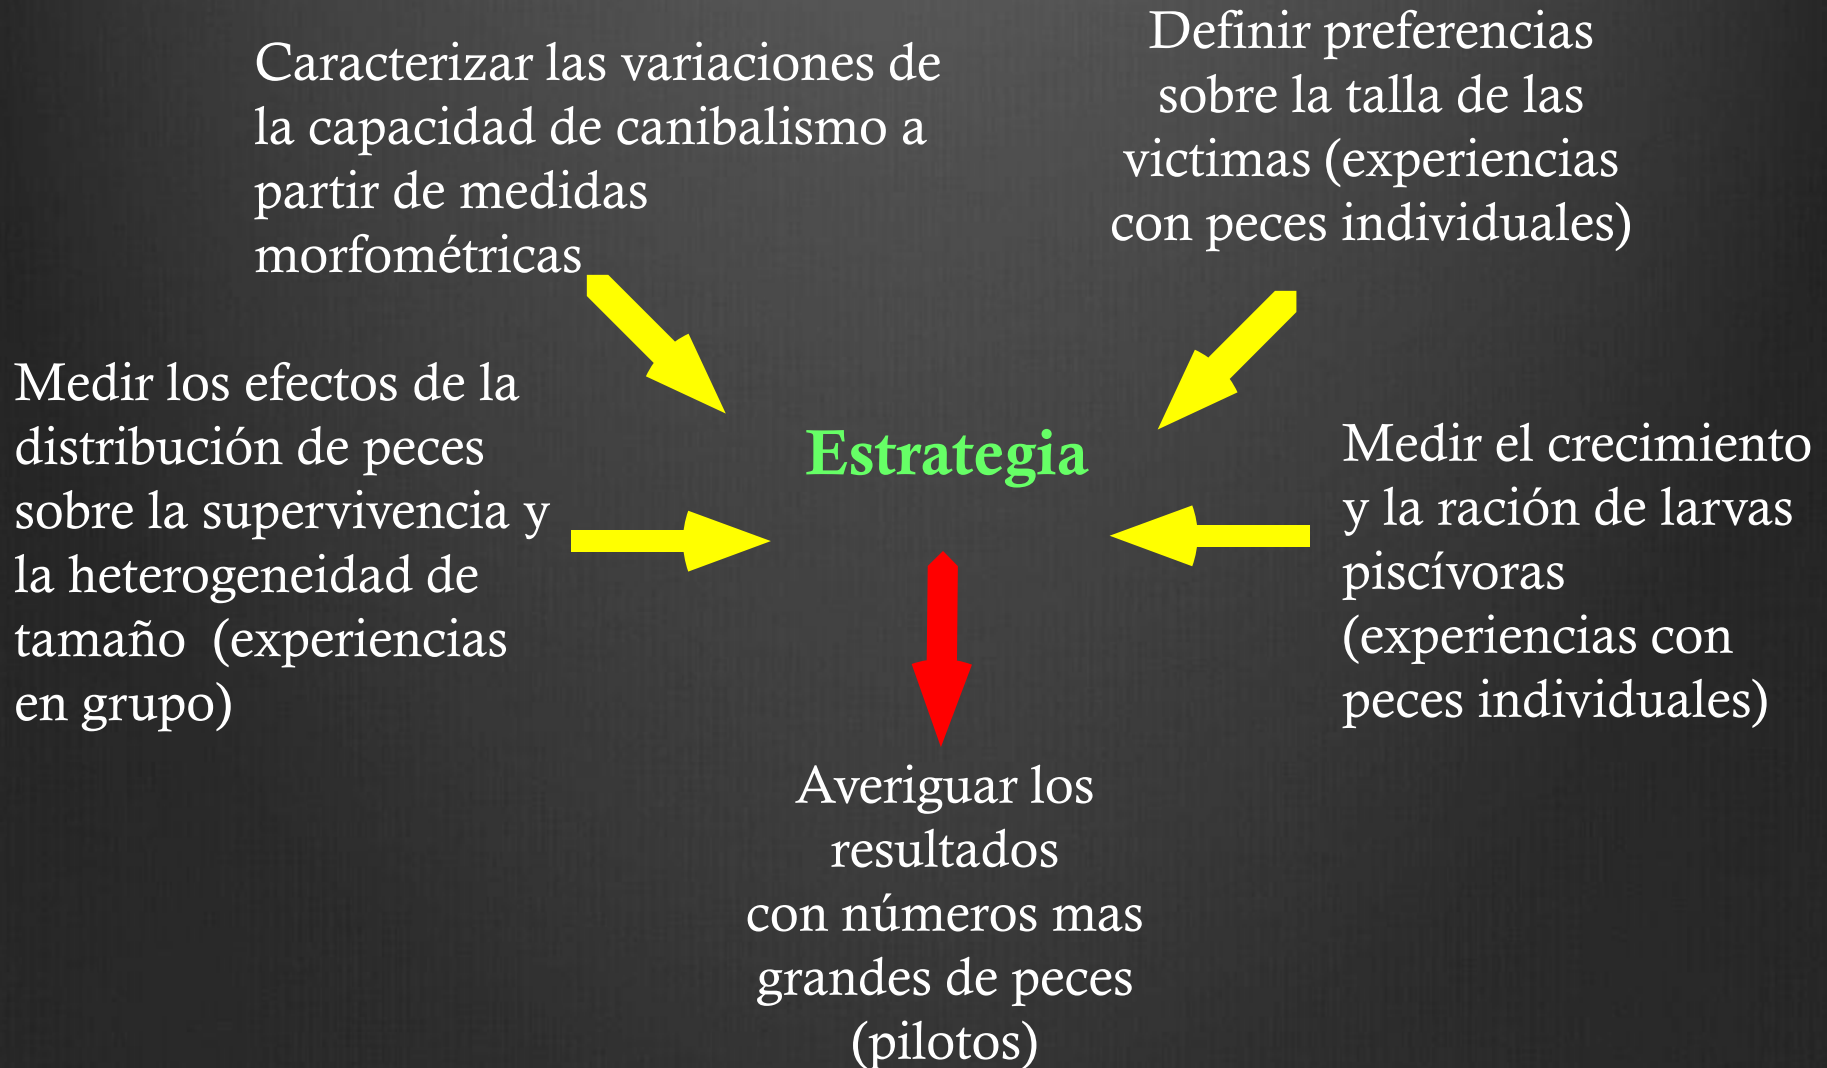 Caracterizar las variaciones de
la capacidad de canibalismo a
partir de medidas
morfométricas
Definir preferencias
sobre la talla de las
victimas (experiencias
con peces individuales)
Medir los efectos de la
distribución de peces
sobre la supervivencia y
la heterogeneidad de
tamaño (experiencias
en grupo)
Estrategia
Medir el crecimiento
y la ración de larvas
piscívoras
(experiencias con
peces individuales)
Averiguar los
resultados
con números mas
grandes de peces
(pilotos)